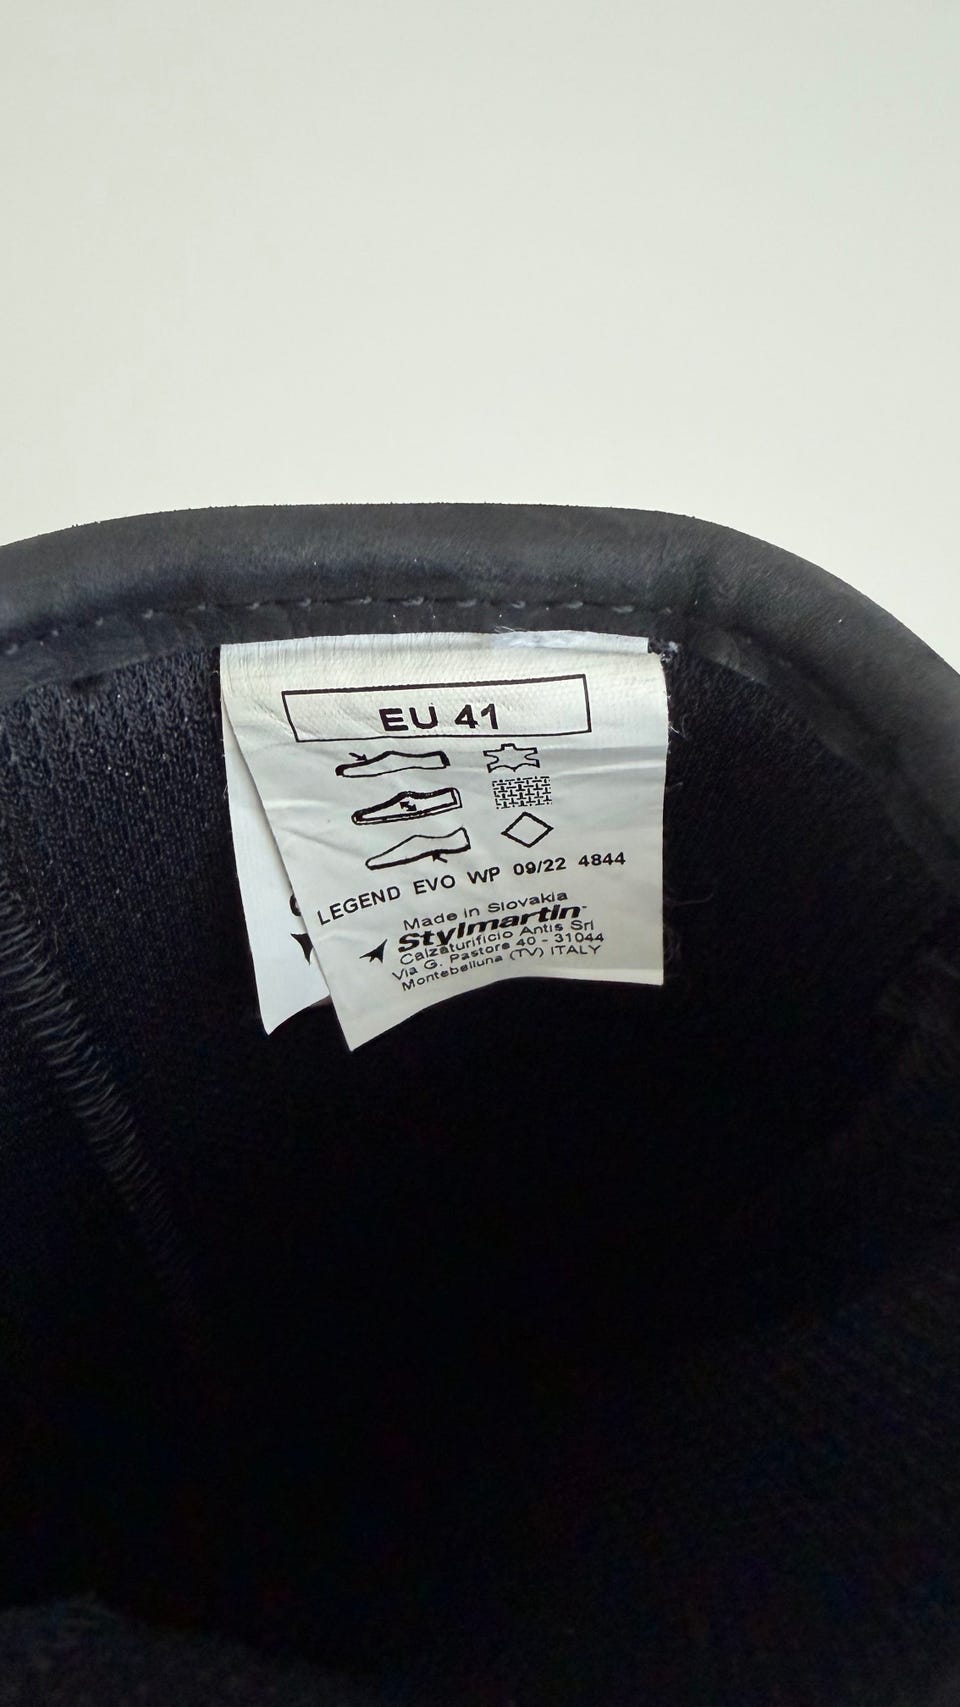 EU 41
LEGEND EVO WP 09/22 4844
Made in Slovakia
Stylmartin
Calzaturificio Antis Srl
Via G. Pastore 40 - 31044
Montebelluna (TV) ITALY